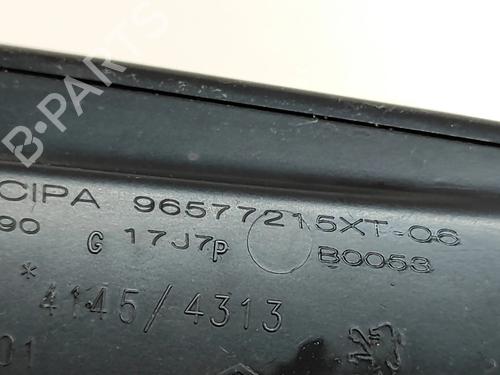 B-PARTS
CIPA 96577215XT-06
90 G 17J7P B0053
*4145/4313
01